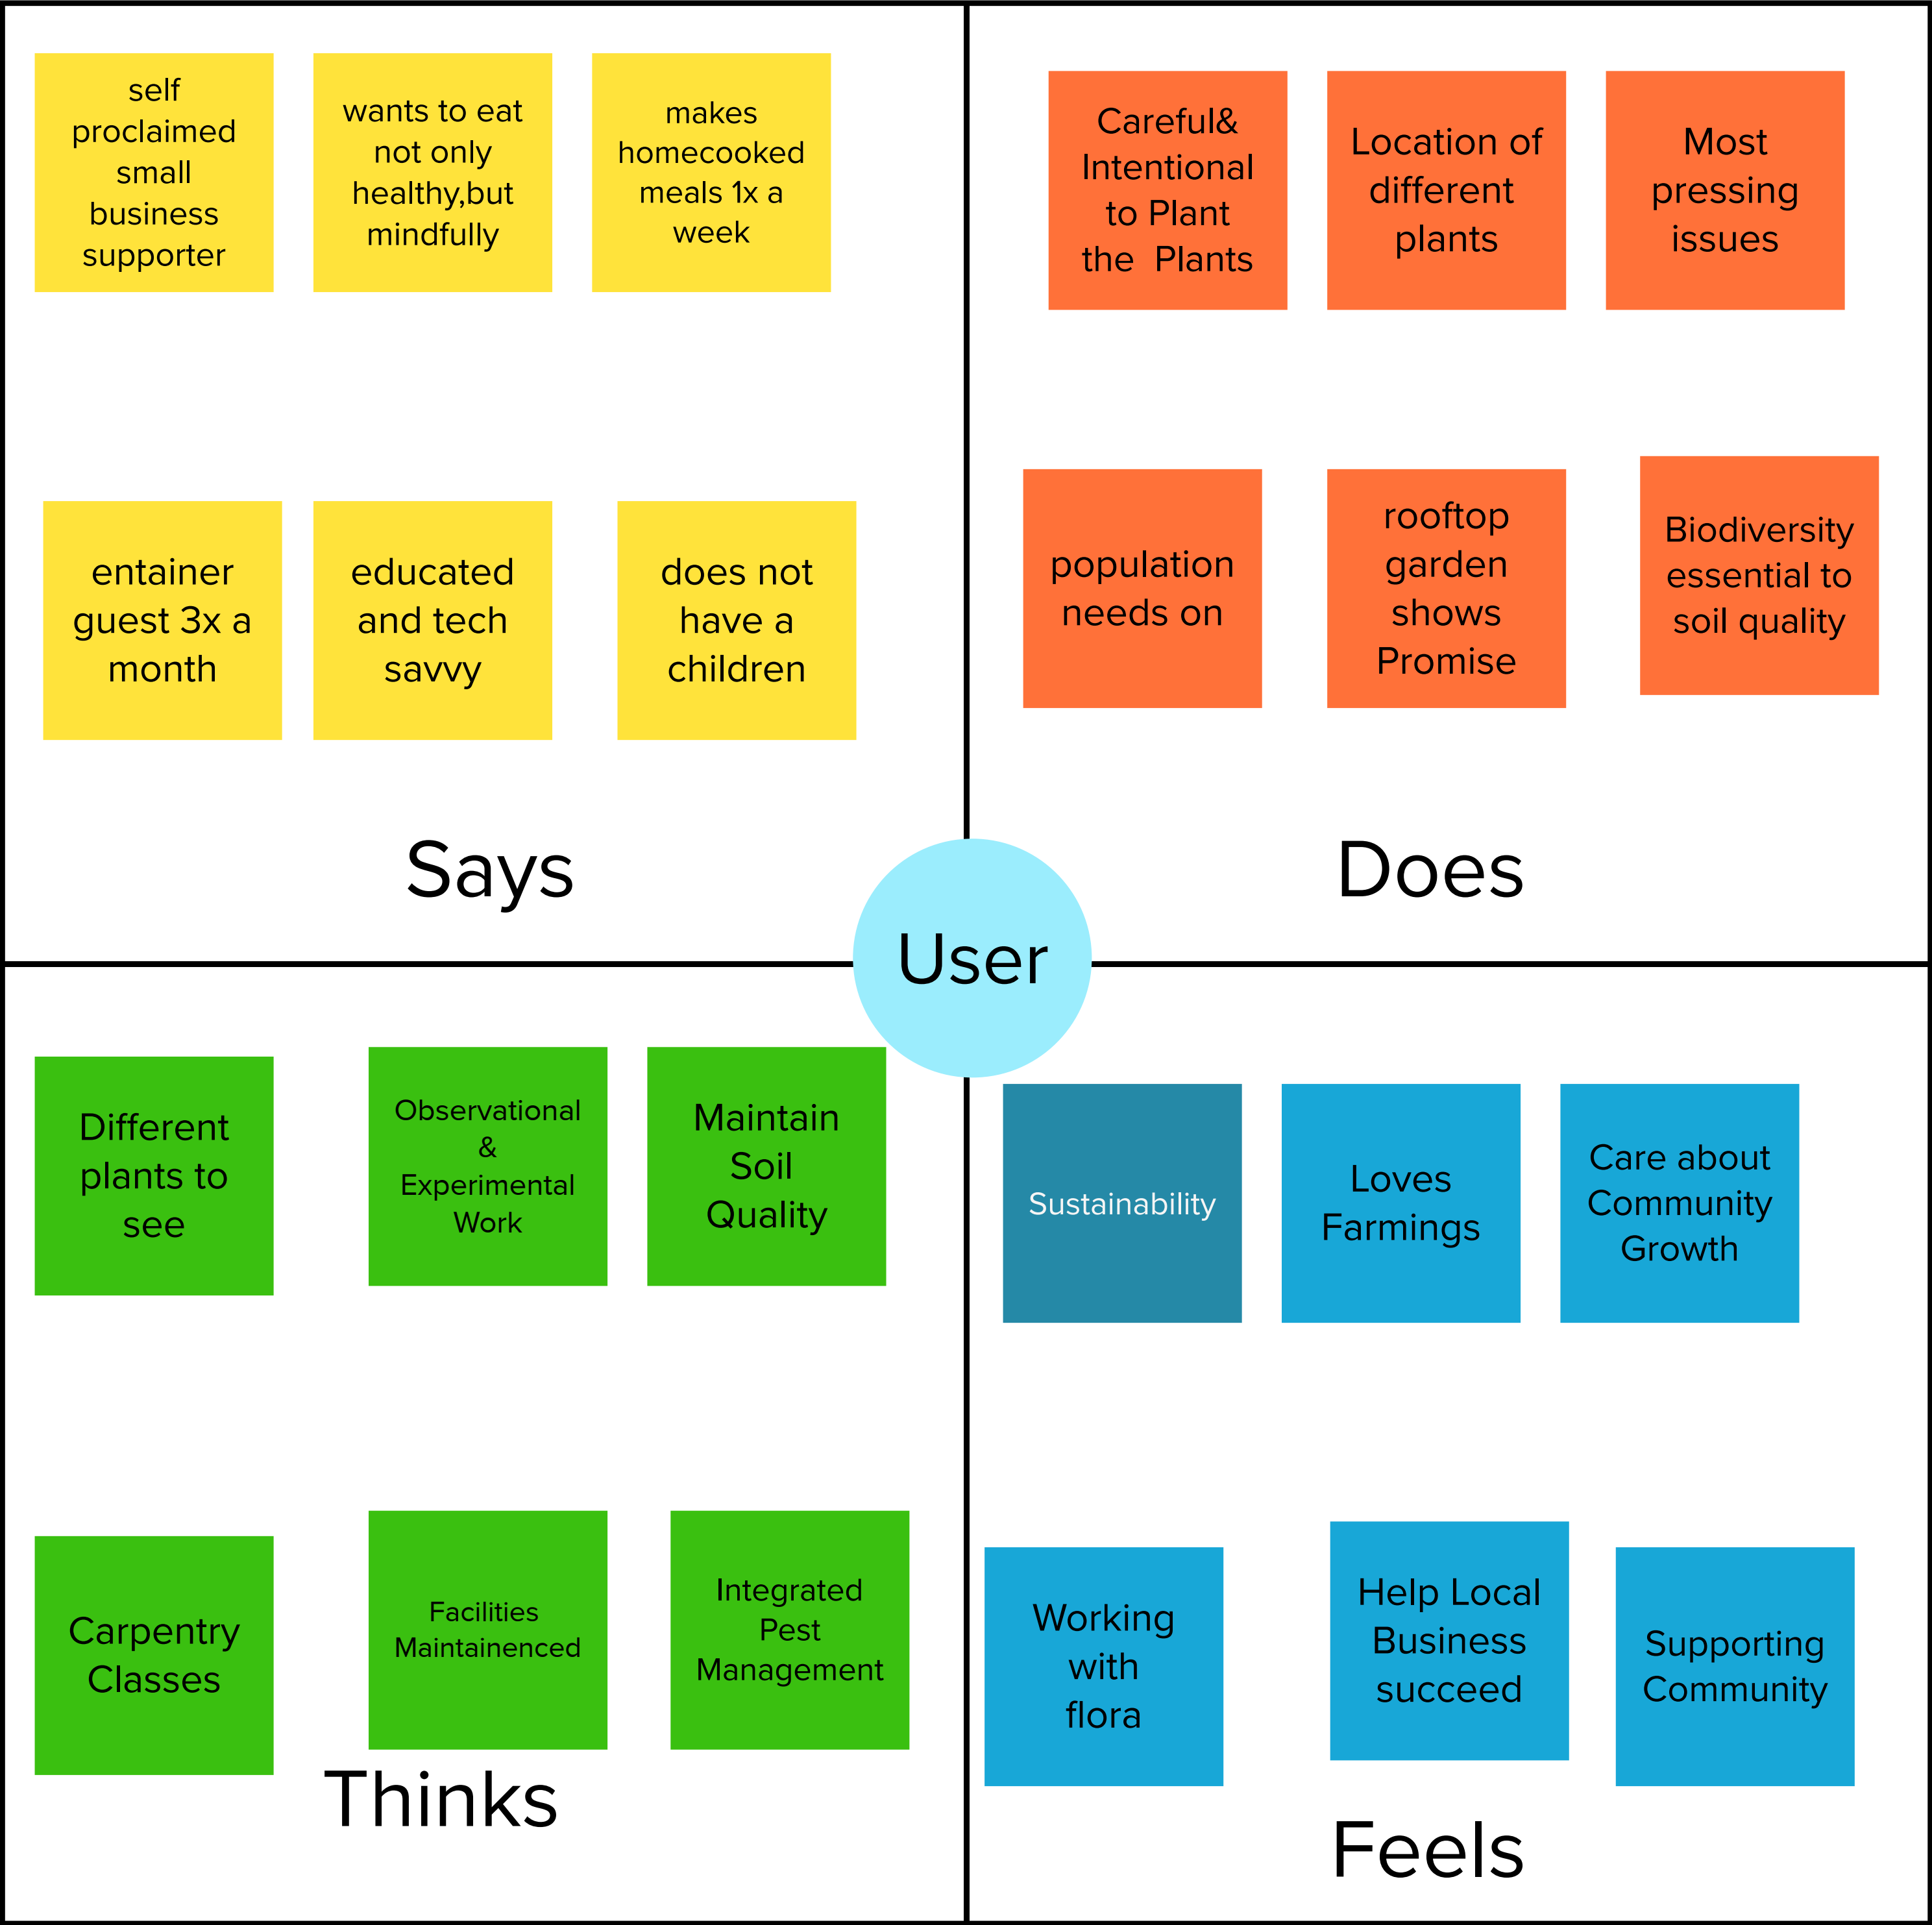 self
proclaimed
small
business
supporter
wants to eat
not only
healthy,but
mindfully
makes
homecooked
meals 1x a
week
entainer
guest 3x a
month
educated
and tech
savvy
does not
have a
children
Says
Careful&
Intentional
to Plant
the  Plants
Location of
different
plants
Most
pressing
issues
population
needs on
rooftop
garden
shows
Promise
Biodiversity
essential to
soil quality
Does
User
Different
plants to
see
Observational
&
Experimental
Work
Maintain
Soil
Quality
Carpentry
Classes
Facilities
Maintainenced
Integrated
Pest
Management
Thinks
Sustainability
Loves
Farmings
Care about
Community
Growth
Working
with
flora
Help Local
Business
succeed
Supporting
Community
Feels